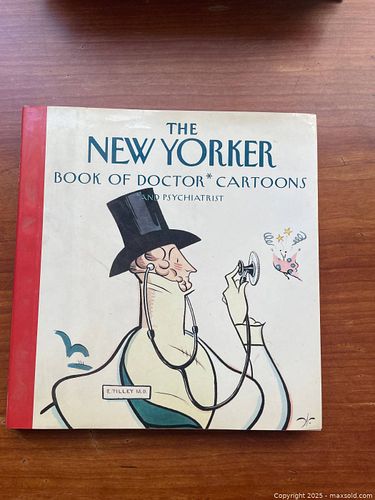 THE
NEW YORKER
BOOK OF DOCTOR* CARTOONS
*AND PSYCHIATRIST
E. TILLEY M.D.
Copyright 2025 - maxsold.com